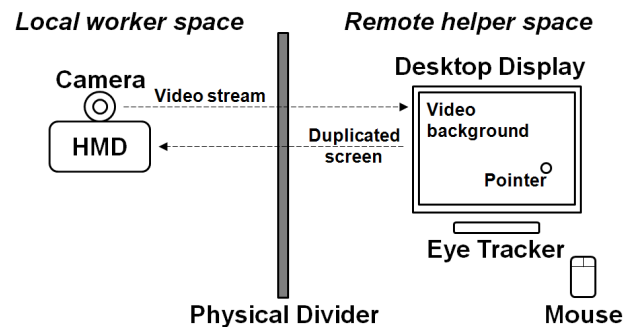 Local worker space
Remote helper space
Camera
Video stream
Desktop Display
HMD
Duplicated
screen
Video
background
Pointer
Eye Tracker
Physical Divider
Mouse